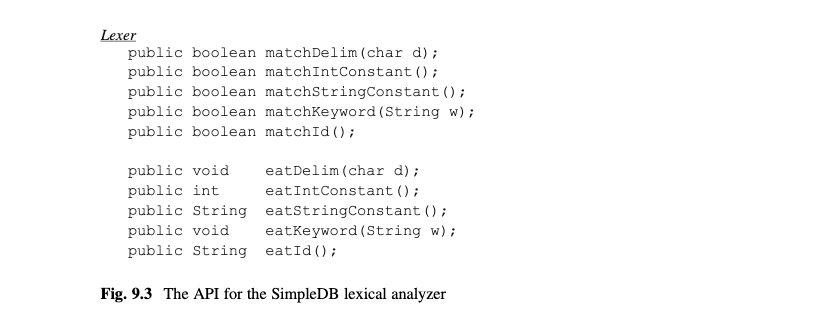 Lexer
public boolean matchDelim(char d);
public boolean matchIntConstant();
public boolean matchStringConstant();
public boolean matchKeyword(String w);
public boolean matchId();
public void eatDelim(char d);
public int eatIntConstant();
public String eatStringConstant();
public void eatKeyword(String w);
public String eatId();
Fig. 9.3 The API for the SimpleDB lexical analyzer